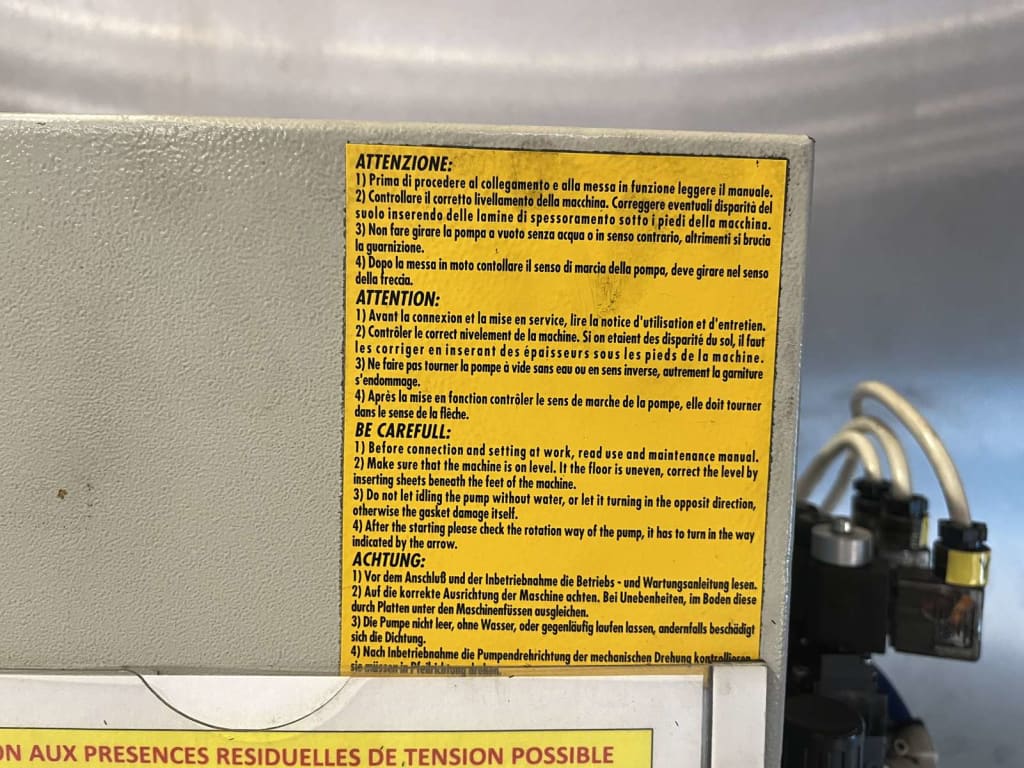 ATTENZIONE:
1) Prima di procedere al collegamento e alla messa in funzione leggere il manuale.
2) Controllare il corretto livellamento della macchina. Correggere eventuali disparità del
suolo inserendo delle lamine di spessoramento sotto i piedi della macchina.
3) Non fare girare la pompa a vuoto senza acqua o in senso contrario, altrimenti si brucia
la guarnizione.
4) Dopo la messa in moto contollare il senso di marcia della pompa, deve girare nel senso
della freccia.
ATTENTION:
1) Avant la connexion et la mise en service, lire la notice d'utilisation et d'entretien.
2) Contrôler le correct nivelement de la machine. Si on etaient des disparité du sol, il faut
les corriger en inserant des épaisseurs sous les pieds de la machine.
3) Ne faire pas tourner la pompe à vide sans eau ou en sens inverse, autrement la garniture
s'endommage.
4) Après la mise en fonction contrôler le sens de marche de la pompe, elle doit tourner
dans le sense de la flêche.
BE CAREFULL:
1) Before connection and setting at work, read use and maintenance manual.
2) Make sure that the machine is on level. It the floor is uneven, correct the level by
inserting sheets beneath the feet of the machine.
3) Do not let idling the pump without water, or let it turning in the opposit direction,
otherwise the gasket damage itself.
4) After the starting please check the rotation way of the pump, it has to turn in the way
indicated by the arrow.
ACHTUNG:
1) Vor dem Anschluß und der Inbetriebnahme die Betriebs - und Wartungsanleitung lesen.
2) Auf die korrekte Ausrichtung der Maschine achten. Bei Unebenheiten, im Boden diese
durch Platten unter den Maschinenfüssen ausgleichen.
3) Die Pumpe nicht leer, ohne Wasser, oder gegenläufig laufen lassen, andernfalls beschädigt
sich die Dichtung.
4) Nach Inbetriebnahme die Pumpendrehrichtung der mechanischen Drehung kontrollieren,
sie müssen in Pfeilrichtung drehen.
ON AUX PRESENCES RESIDUELLES DE TENSION POSSIBLE